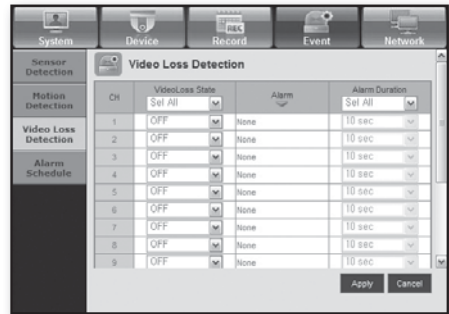 System Device Record Event Network
REC
Sensor Detection
Motion Detection
Video Loss Detection
Alarm Schedule
Video Loss Detection
CH VideoLoss State Alarm Alarm Duration
Sel All Sel All
1 OFF None 10 sec
2 OFF None 10 sec
3 OFF None 10 sec
4 OFF None 10 sec
5 OFF None 10 sec
6 OFF None 10 sec
7 OFF None 10 sec
8 OFF None 10 sec
9 OFF None 10 sec
Apply Cancel